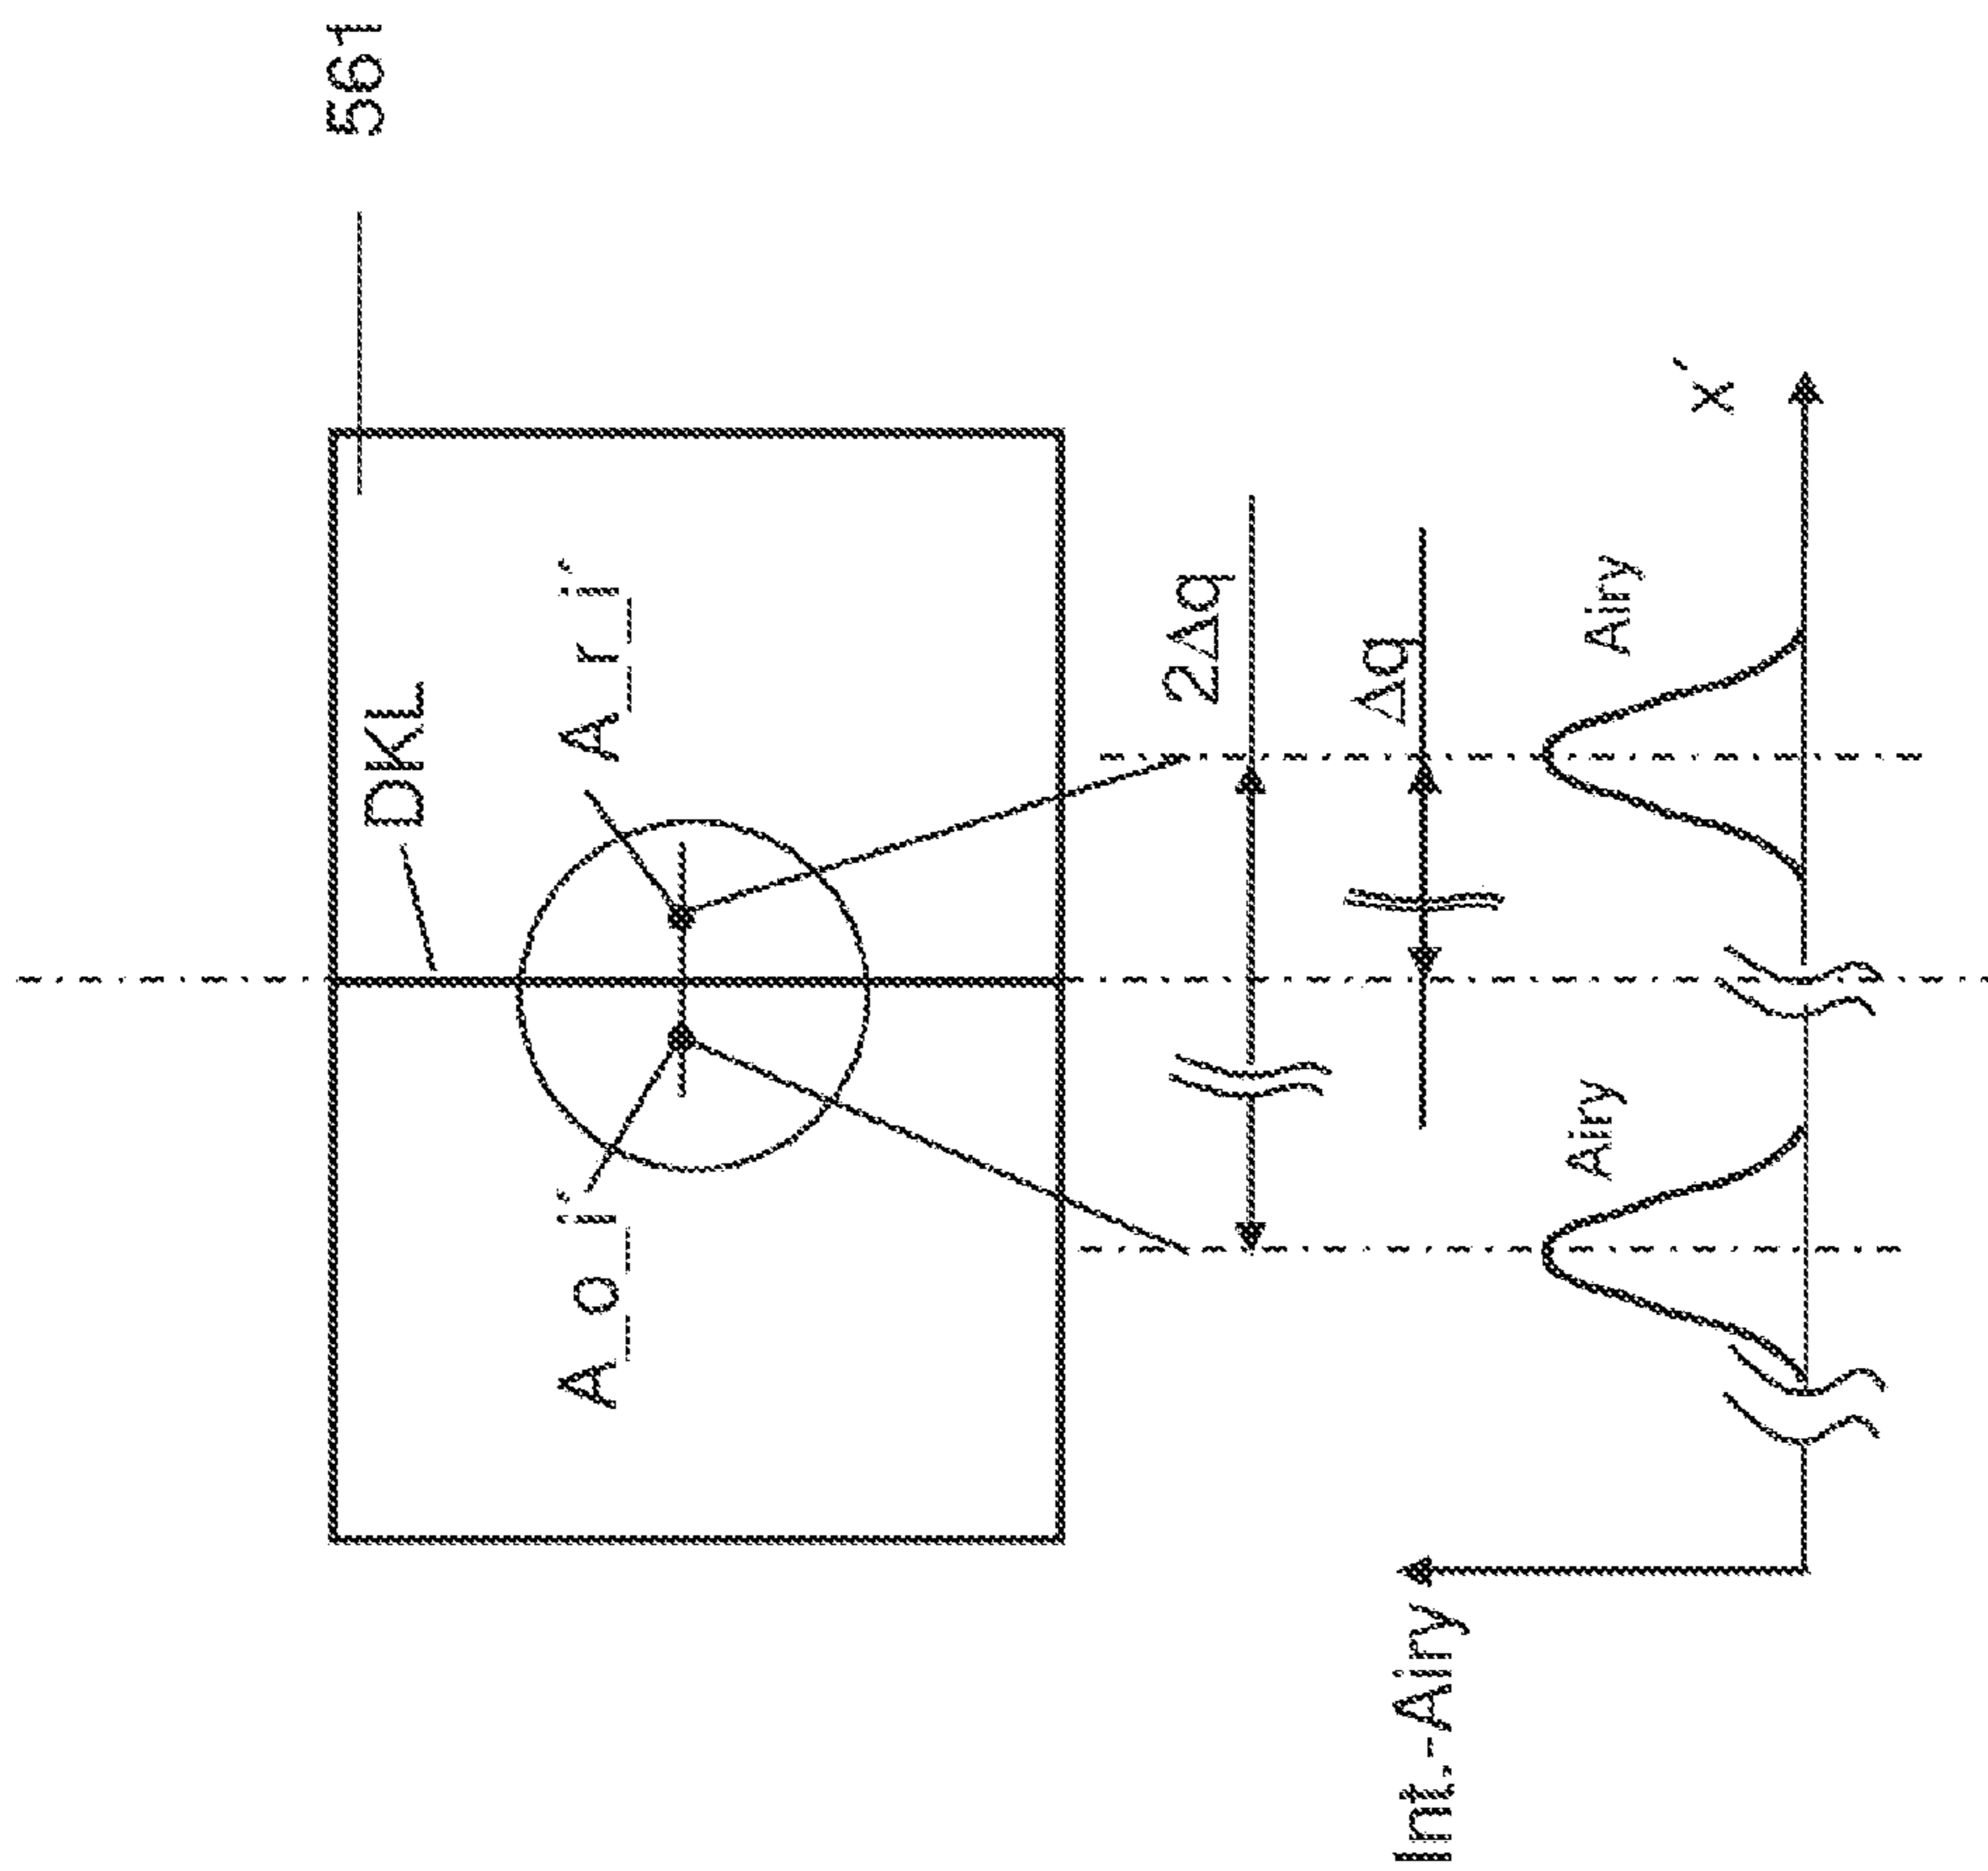 561
DKL
A_o_i'
A_r_i'
2Δq
Δq
Int.-Airy
Airy
Airy
x'